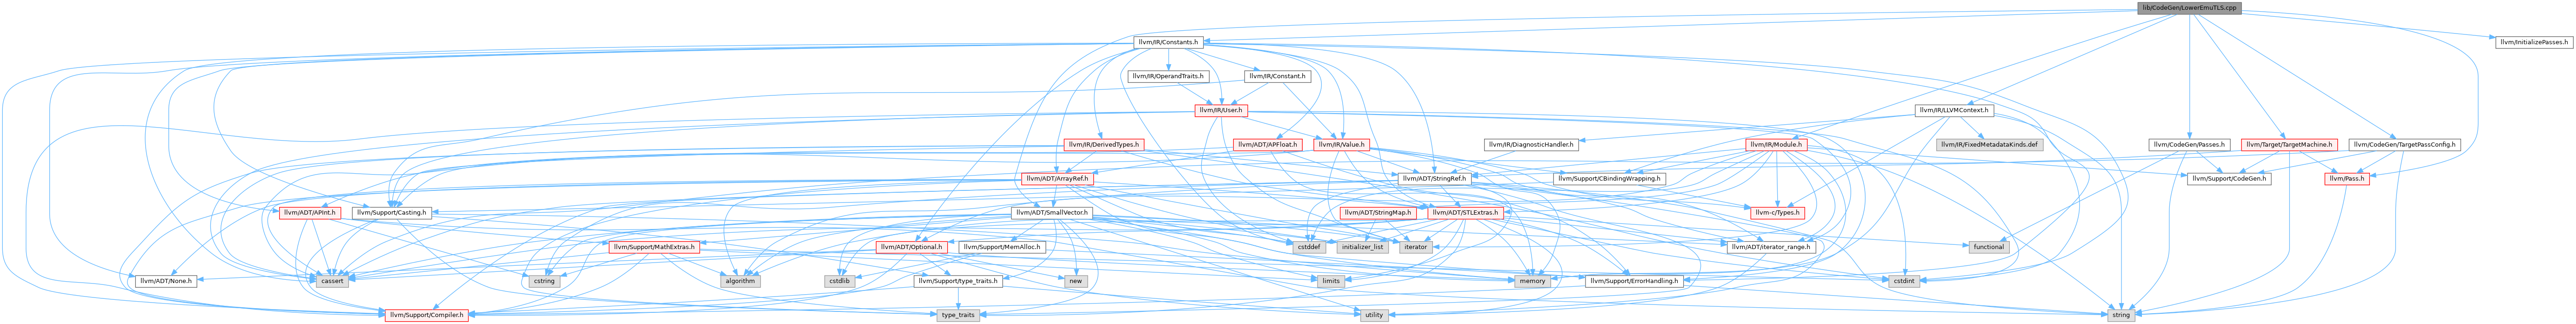 lib/CodeGen/LowerEmuTLS.cpp
llvm/IR/Constants.h
llvm/InitializePasses.h
llvm/IR/OperandTraits.h
llvm/IR/Constant.h
llvm/IR/User.h
llvm/IR/LLVMContext.h
llvm/IR/DerivedTypes.h
llvm/ADT/APFloat.h
llvm/IR/Value.h
llvm/IR/DiagnosticHandler.h
llvm/IR/Module.h
llvm/IR/FixedMetadataKinds.def
llvm/CodeGen/Passes.h
llvm/Target/TargetMachine.h
llvm/CodeGen/TargetPassConfig.h
llvm/ADT/ArrayRef.h
llvm/ADT/StringRef.h
llvm/Support/CBindingWrapping.h
llvm/Support/CodeGen.h
llvm/Pass.h
llvm/ADT/APInt.h
llvm/Support/Casting.h
llvm/ADT/SmallVector.h
llvm/ADT/StringMap.h
llvm/ADT/STLExtras.h
llvm-c/Types.h
llvm/Support/MathExtras.h
llvm/ADT/Optional.h
llvm/Support/MemAlloc.h
cstddef
initializer_list
iterator
llvm/ADT/iterator_range.h
functional
llvm/ADT/None.h
cassert
cstring
algorithm
cstdlib
llvm/Support/type_traits.h
new
limits
memory
llvm/Support/ErrorHandling.h
cstdint
llvm/Support/Compiler.h
type_traits
utility
string